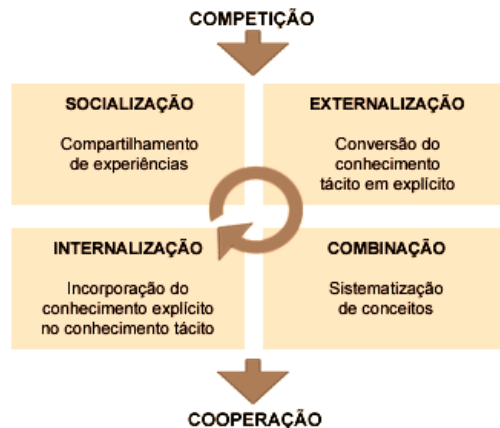 COMPETIÇÃO
SOCIALIZAÇÃO
Compartilhamento
de experiências
EXTERNALIZAÇÃO
Conversão do
conhecimento
tácito em explícito
INTERNALIZAÇÃO
Incorporação do
conhecimento explícito
no conhecimento tácito
COMBINAÇÃO
Sistematização
de conceitos
COOPERAÇÃO